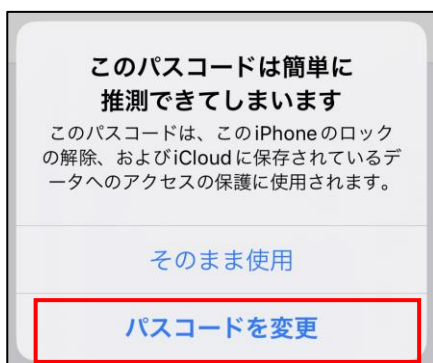 このパスコードは簡単に
推測できてしまいます
このパスコードは、このiPhoneのロック
の解除、およびiCloudに保存されているデ
ータへのアクセスの保護に使用されます。
そのまま使用
パスコードを変更